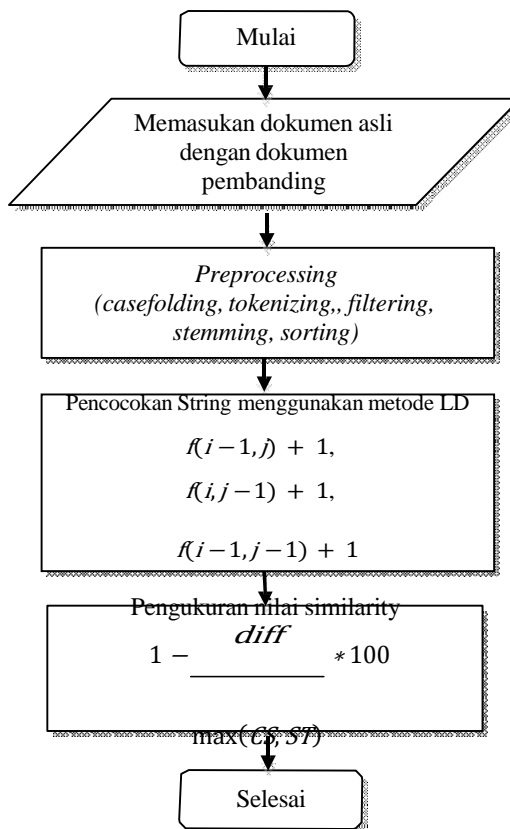 Mulai
Memasukan dokumen asli
dengan dokumen
pembanding
Preprocessing
(casefolding, tokenizing,, filtering,
stemming, sorting)
Pencocokan String menggunakan metode LD
f(i − 1, j) + 1,
f(i, j − 1) + 1,
f(i − 1, j − 1) + 1
Pengukuran nilai similarity
diff
1 − ________ * 100
max(CS, ST)
Selesai